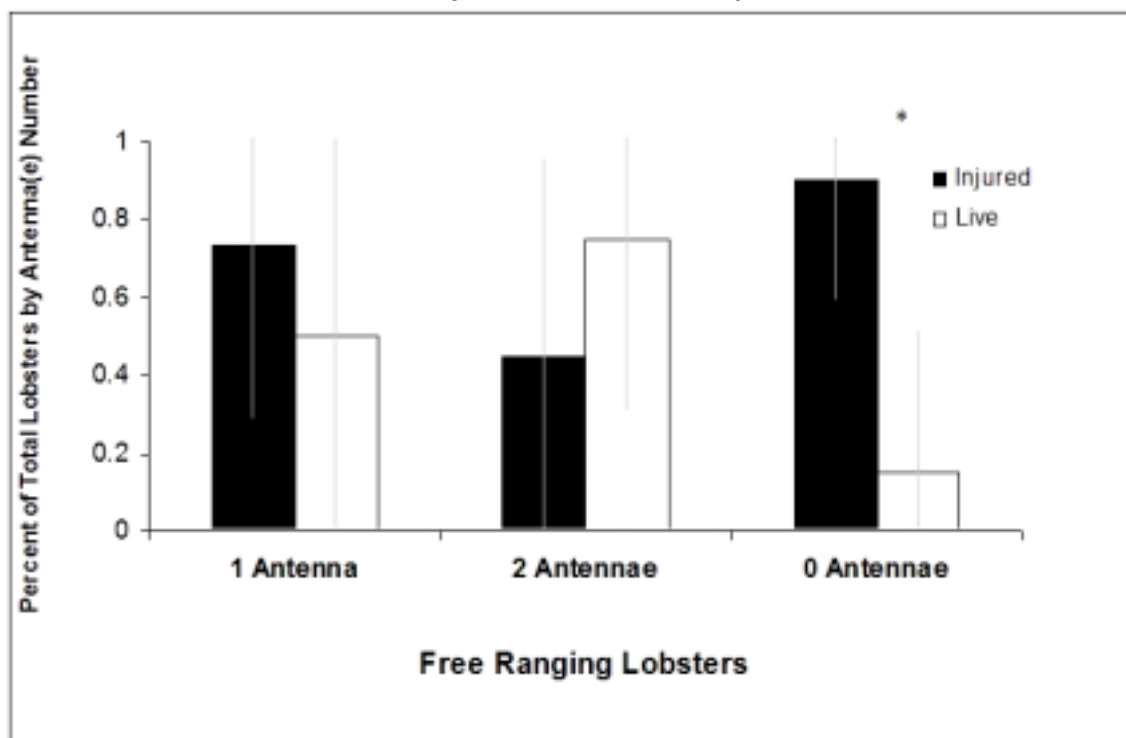 Percent of Total Lobsters by Antenna(e) Number
1
0.8
0.6
0.4
0.2
0
*
Injured
Live
1 Antenna
2 Antennae
0 Antennae
Free Ranging Lobsters